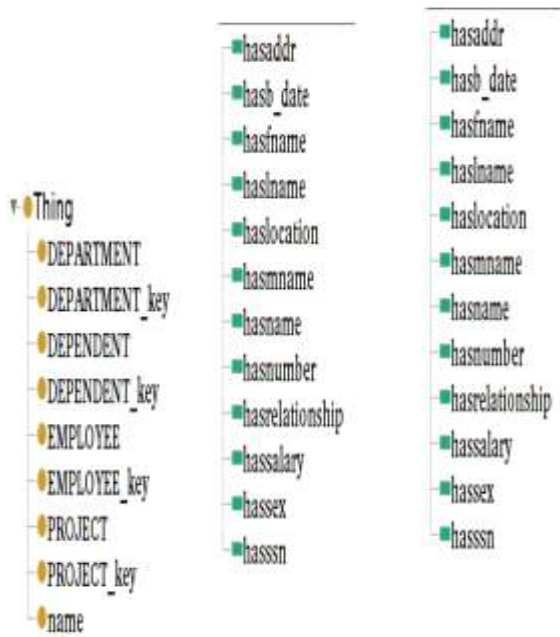 Thing
DEPARTMENT
DEPARTMENT_key
DEPENDENT
DEPENDENT_key
EMPLOYEE
EMPLOYEE_key
PROJECT
PROJECT_key
name
hasaddr
hasb_date
hasfname
haslname
haslocation
hasmname
hasname
hasnumber
hasrelationship
hassalary
hassex
hasssn
hasaddr
hasb_date
hasfname
haslname
haslocation
hasmname
hasname
hasnumber
hasrelationship
hassalary
hassex
hasssn